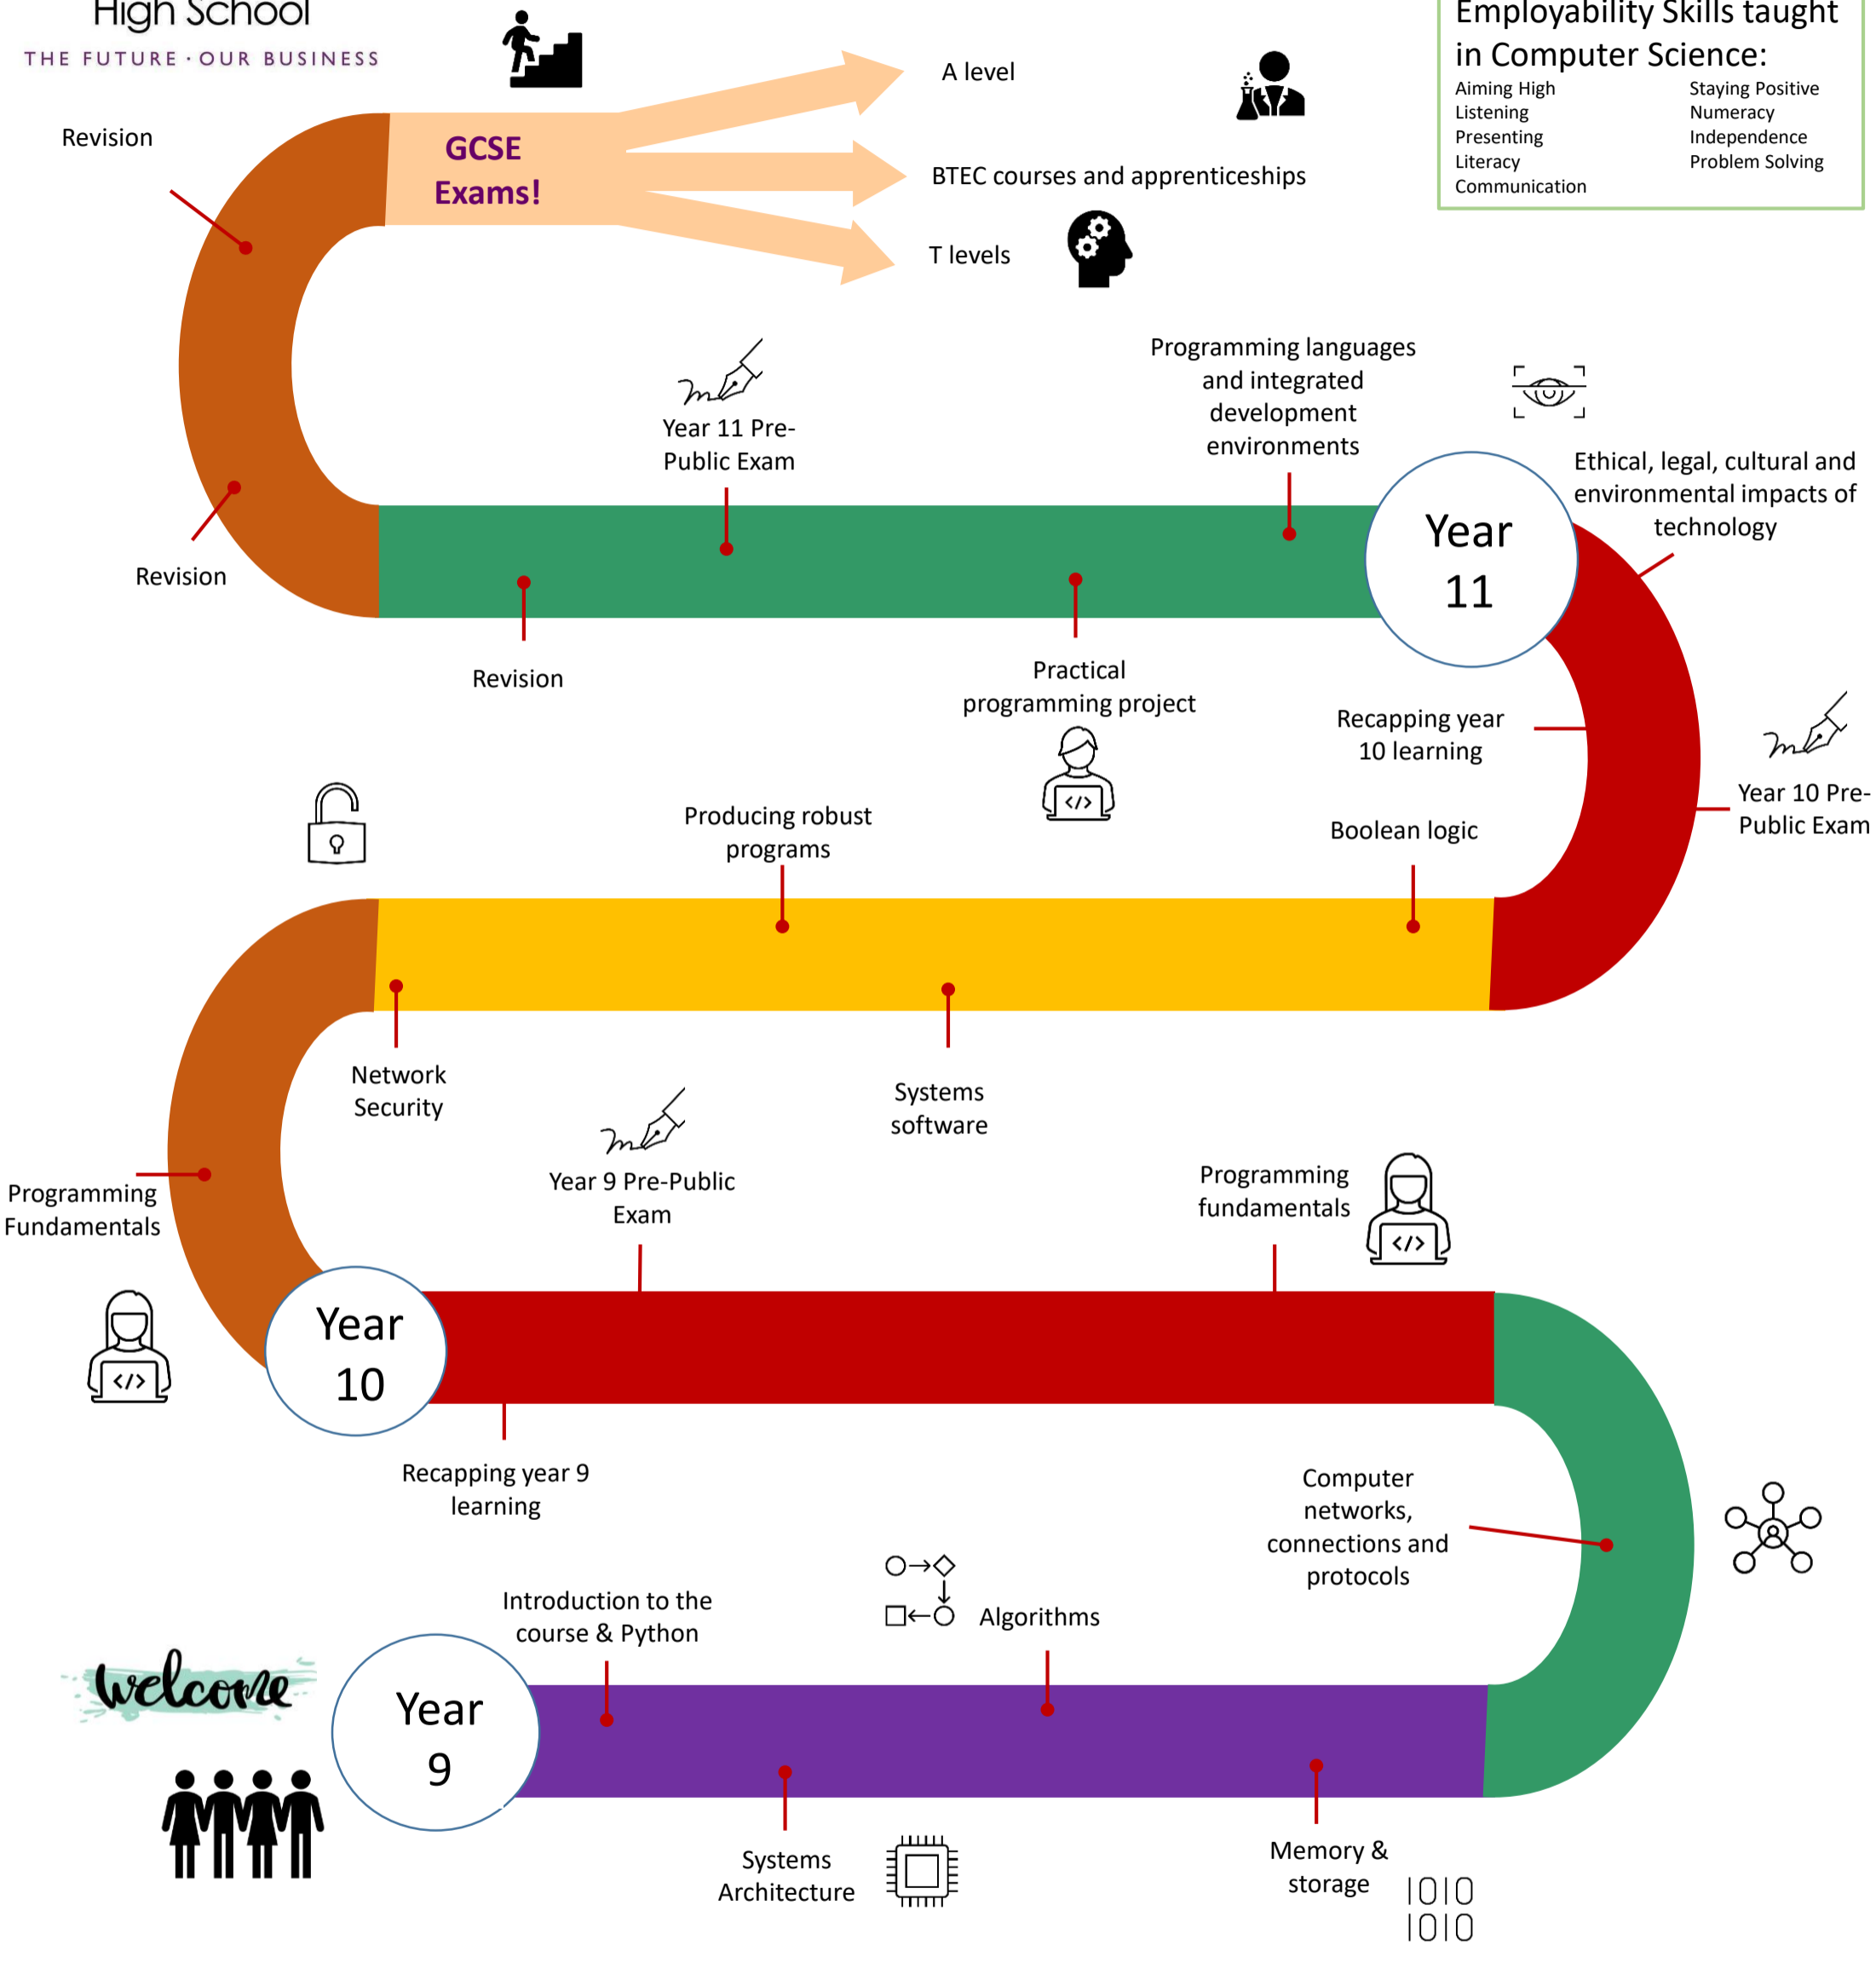 High School
THE FUTURE · OUR BUSINESS
Employability Skills taught
in Computer Science:
Aiming High
Listening
Presenting
Literacy
Communication
Staying Positive
Numeracy
Independence
Problem Solving
A level
BTEC courses and apprenticeships
T levels
GCSE
Exams!
Revision
Revision
Year 11 Pre-
Public Exam
Programming languages
and integrated
development
environments
Ethical, legal, cultural and
environmental impacts of
technology
Year
11
Revision
Practical
programming project
</>
Recapping year
10 learning
Year 10 Pre-
Public Exam
Producing robust
programs
Boolean logic
Network
Security
Systems
software
Programming
Fundamentals
</>
Year 9 Pre-Public
Exam
Programming
fundamentals
</>
Year
10
Recapping year 9
learning
Computer
networks,
connections and
protocols
Introduction to the
course & Python
Algorithms
welcome
Year
9
Systems
Architecture
Memory &
storage
1010
1010